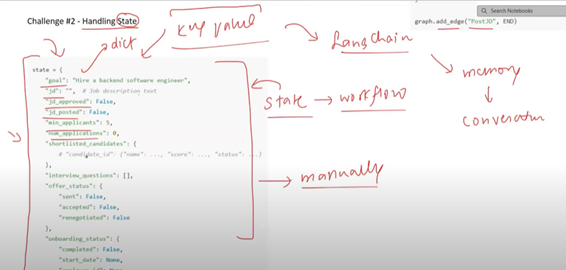 Search Notebooks
graph.add_edge("PostJD", END)
Challenge #2 - Handling State
key value
dict
Langchain
memory
state → workflow
manually
state = {
"goal": "Hire a backend software engineer",
"jd": "", # Job description text
"jd_approved": False,
"jd_posted": False,
"min_applicants": 5,
"num_applications": 0,
"shortlisted_candidates": {
# "candidate_id": {"name": ..., "score": ..., "status": ...}
},
"interview_questions": [],
"offer_status": {
"sent": False,
"accepted": False,
"renegotiated": False
},
"onboarding_status": {
"completed": False,
"start_date": None,